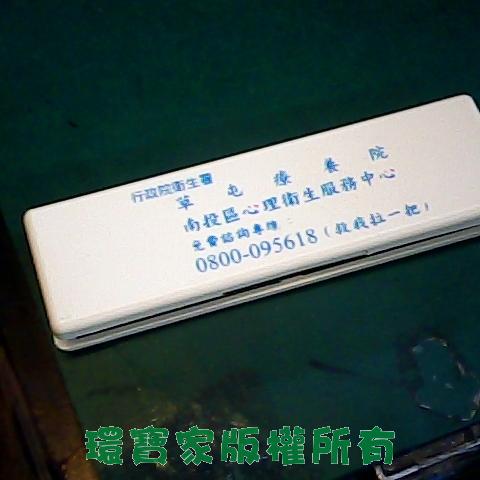 行政院衛生署
草屯療養院
南投區心理衛生服務中心
免費諮詢專線：
0800-095618（救我拉一把）
環寶家版權所有